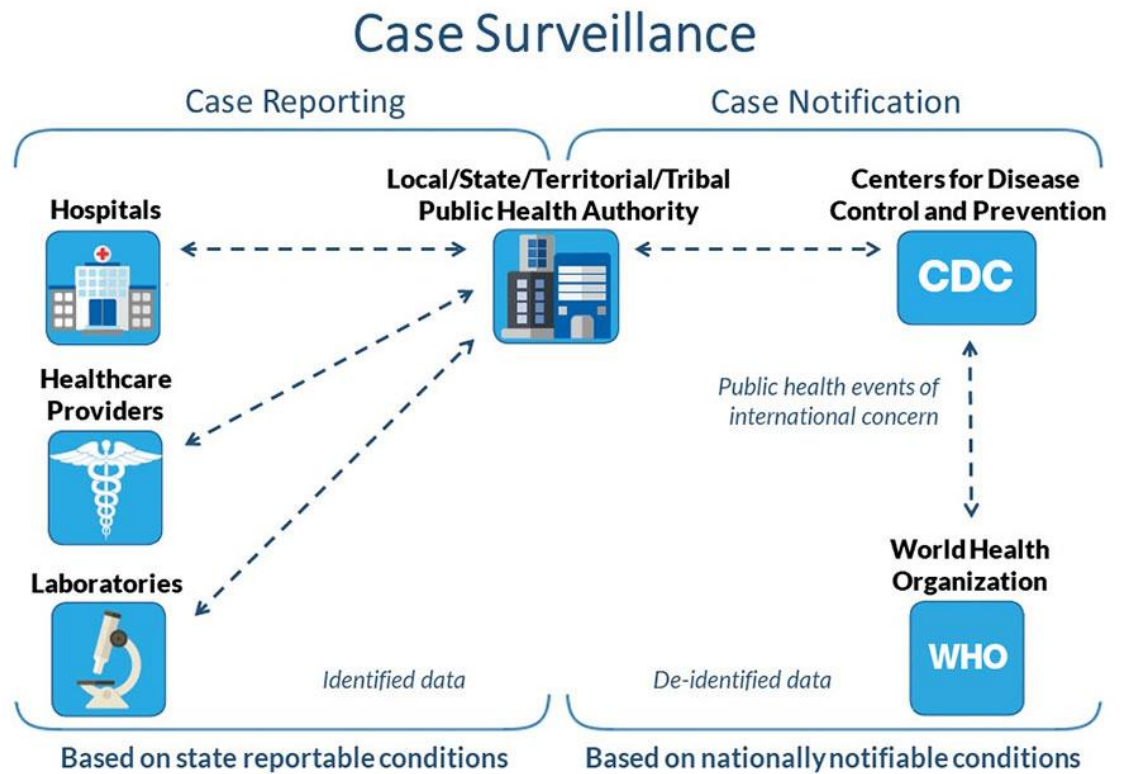 Case Surveillance
Case Reporting
Case Notification
Hospitals
Local/State/Territorial/Tribal
Public Health Authority
Centers for Disease
Control and Prevention
CDC
Healthcare
Providers
Public health events of
international concern
Laboratories
World Health
Organization
WHO
Identified data
De-identified data
Based on state reportable conditions
Based on nationally notifiable conditions